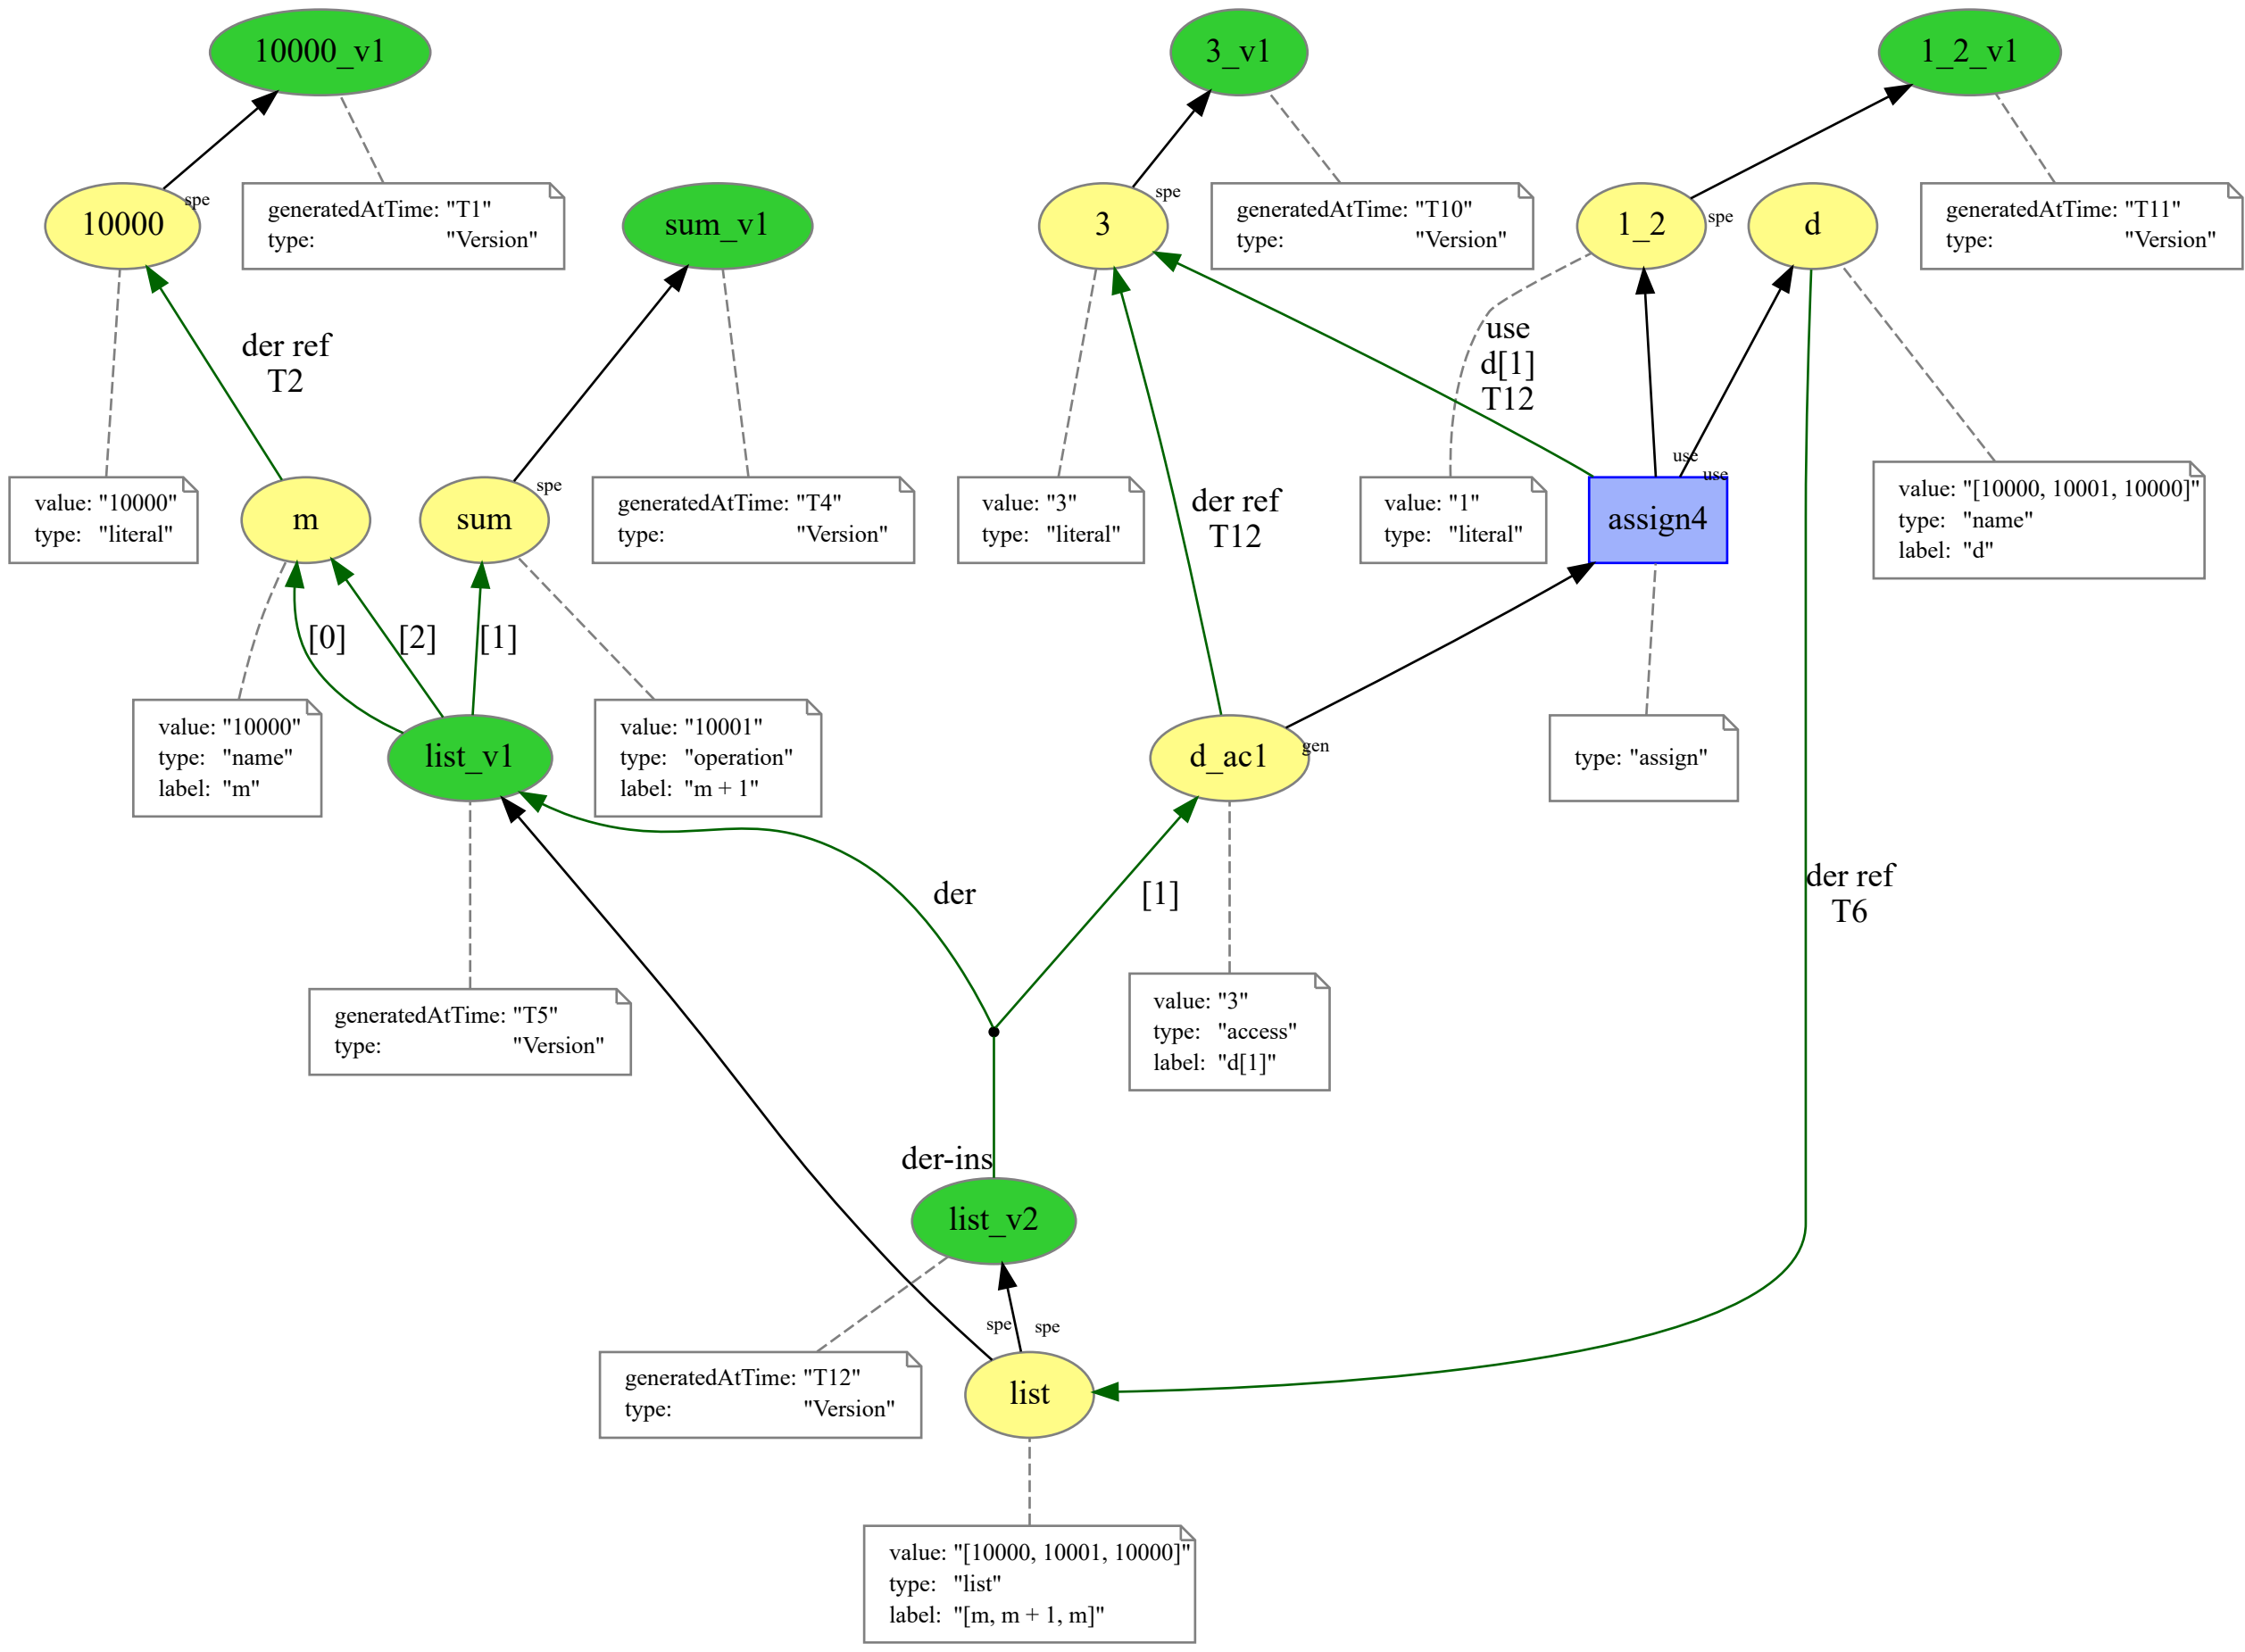 10000_v1
3_v1
1_2_v1
spe
generatedAtTime: "T1"
type: "Version"
10000
sum_v1
spe
3
generatedAtTime: "T10"
type: "Version"
1_2
spe
d
generatedAtTime: "T11"
type: "Version"
der ref
T2
use
d[1]
T12
value: "10000"
type: "literal"
m
sum
spe
generatedAtTime: "T4"
type: "Version"
value: "3"
type: "literal"
der ref
T12
value: "1"
type: "literal"
use
use
assign4
value: "[10000, 10001, 10000]"
type: "name"
label: "d"
[0]
[2]
[1]
value: "10000"
type: "name"
label: "m"
list_v1
value: "10001"
type: "operation"
label: "m + 1"
d_ac1
gen
type: "assign"
der
[1]
der ref
T6
generatedAtTime: "T5"
type: "Version"
value: "3"
type: "access"
label: "d[1]"
der-ins
list_v2
spe
spe
generatedAtTime: "T12"
type: "Version"
list
value: "[10000, 10001, 10000]"
type: "list"
label: "[m, m + 1, m]"